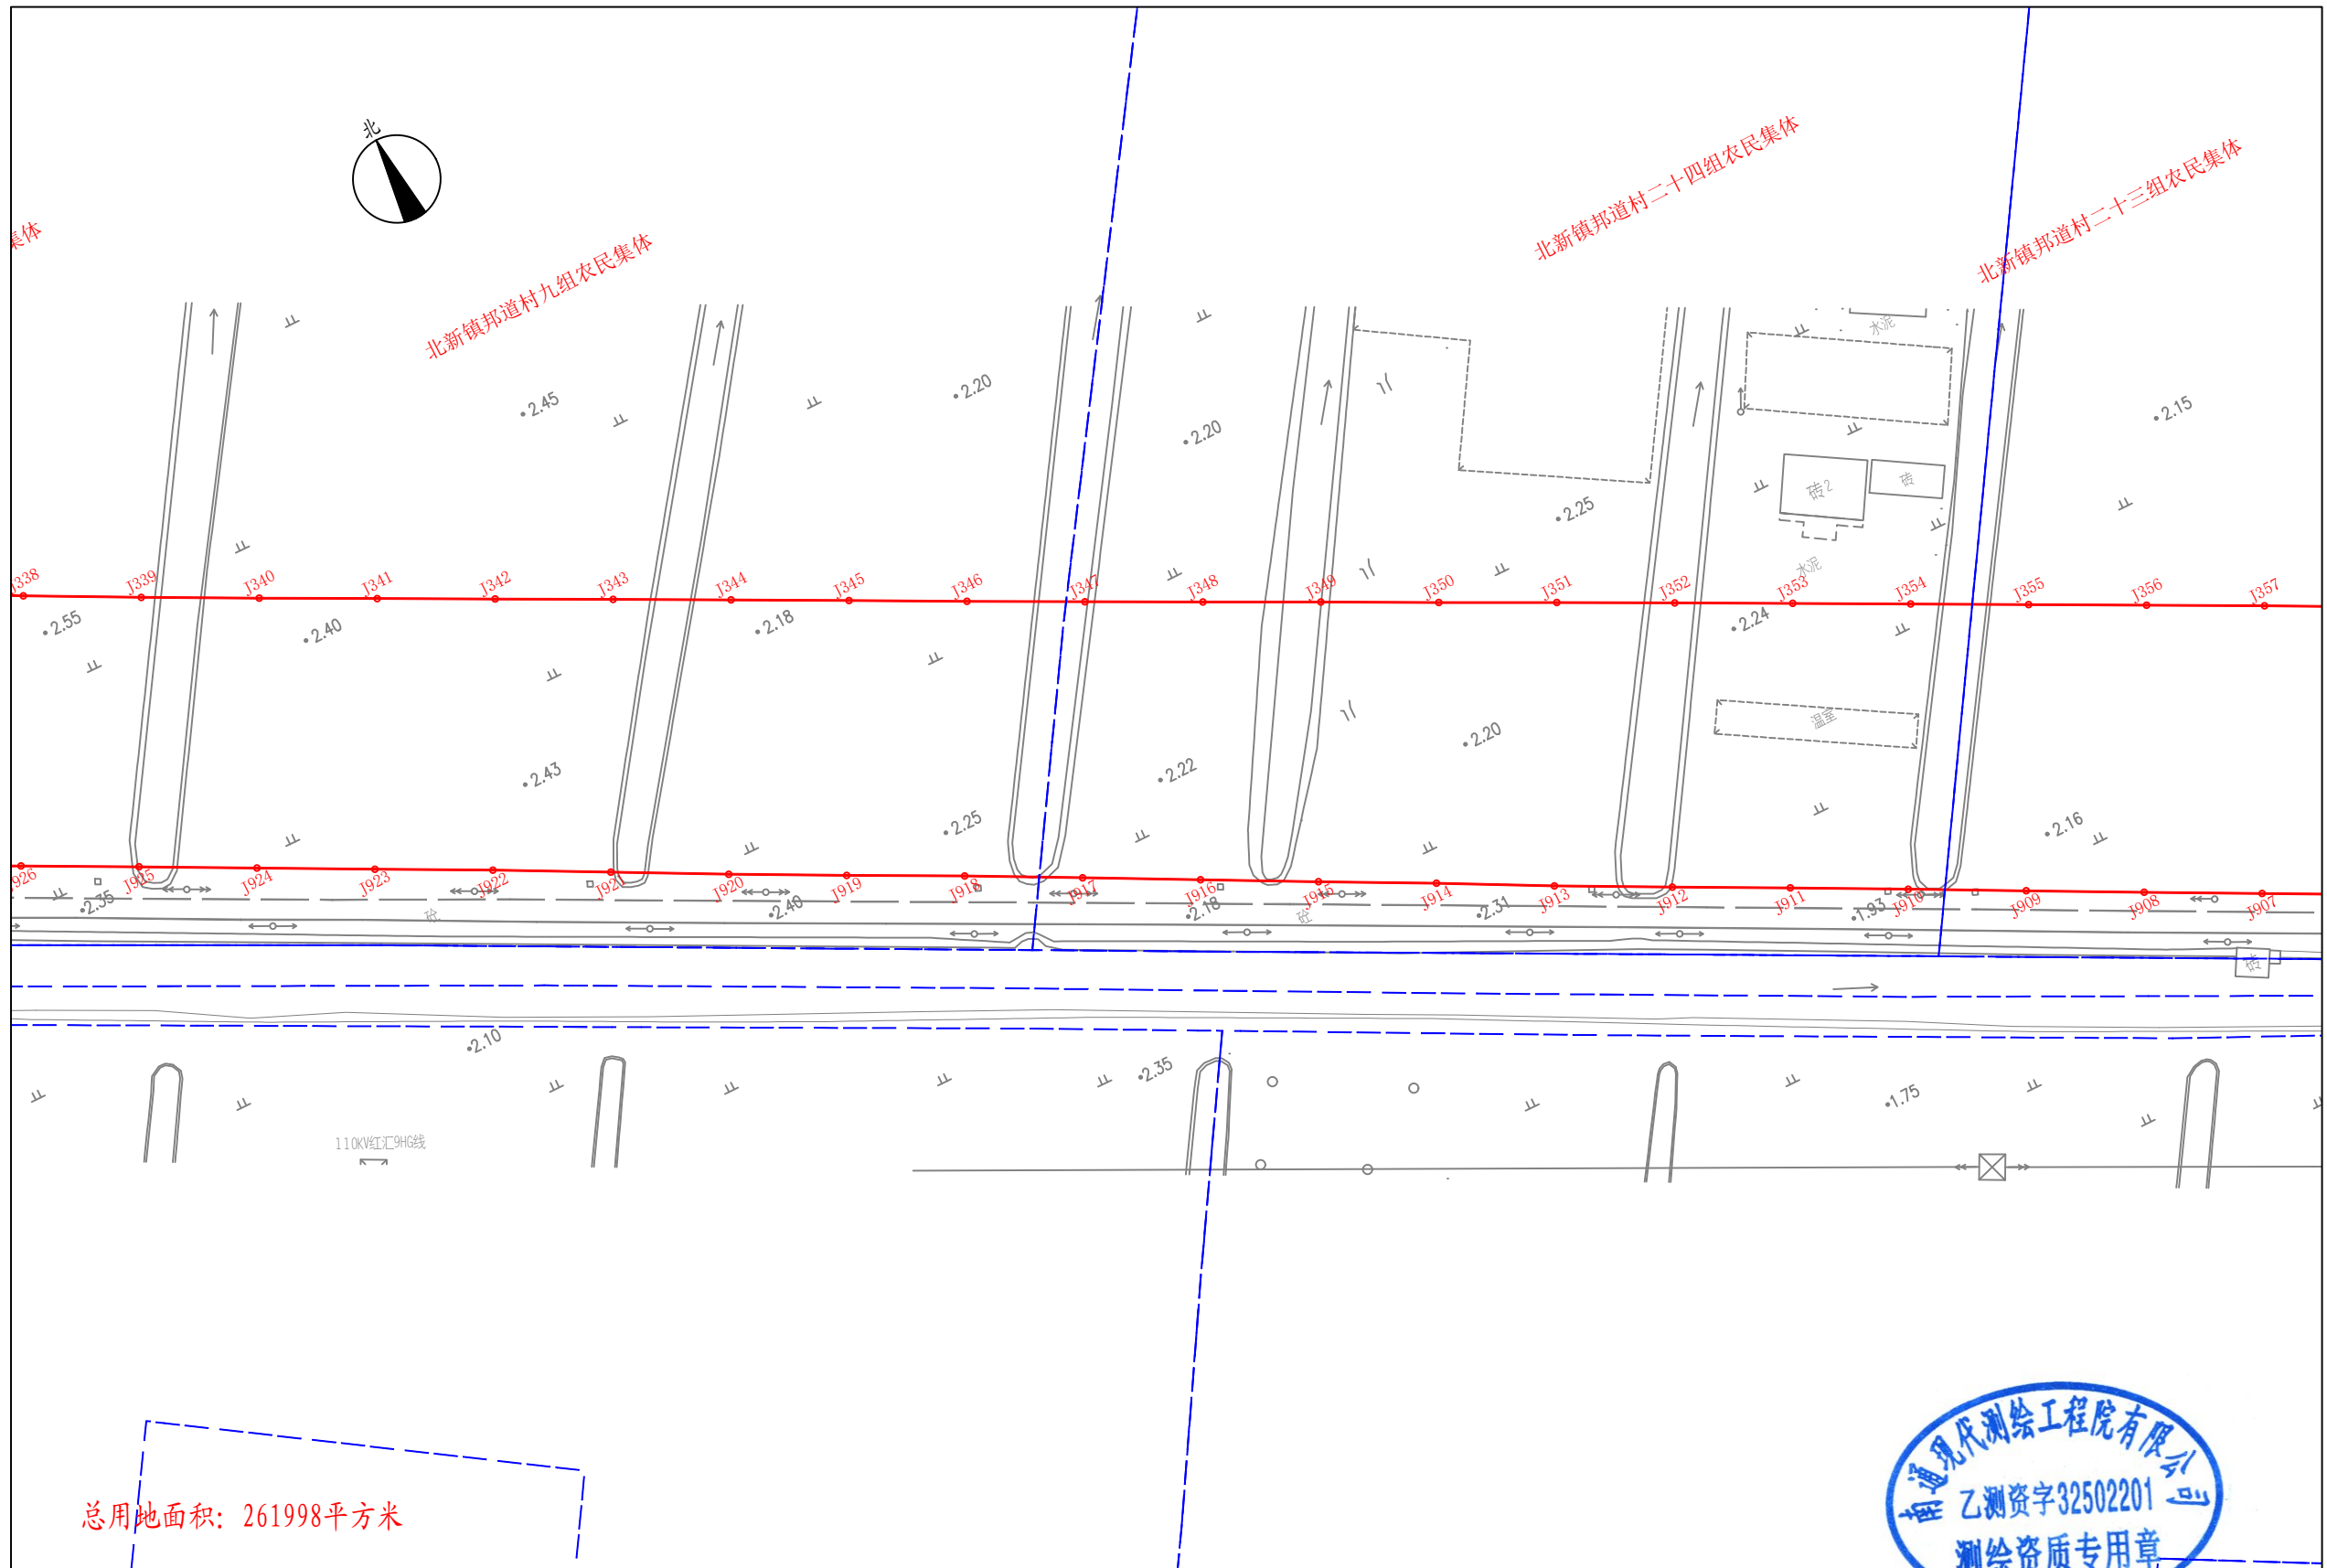 北
北新镇邦道村二十四组农民集体
北新镇邦道村二十三组农民集体
集体
北新镇邦道村九组农民集体
水泥
2.45
2.20
2.20
2.15
砖2
砖
2.25
水泥
J338
J339
J340
J341
J342
J343
J344
J345
J346
J347
J348
J349
J350
J351
J352
J353
J354
J355
J356
J357
2.55
2.40
2.18
2.24
温室
2.20
2.43
2.22
2.25
2.16
J926
J925
J924
J923
J922
J921
J920
J919
J918
J917
J916
J915
J914
J913
J912
J911
J910
J909
J908
J907
2.35
砼
2.40
2.18
砼
2.31
1.93
砖
2.10
2.35
1.75
110KV红汇9HG线
总用地面积：261998平方米
南通现代测绘工程院有限公司
乙测资字32502201
测绘资质专用章